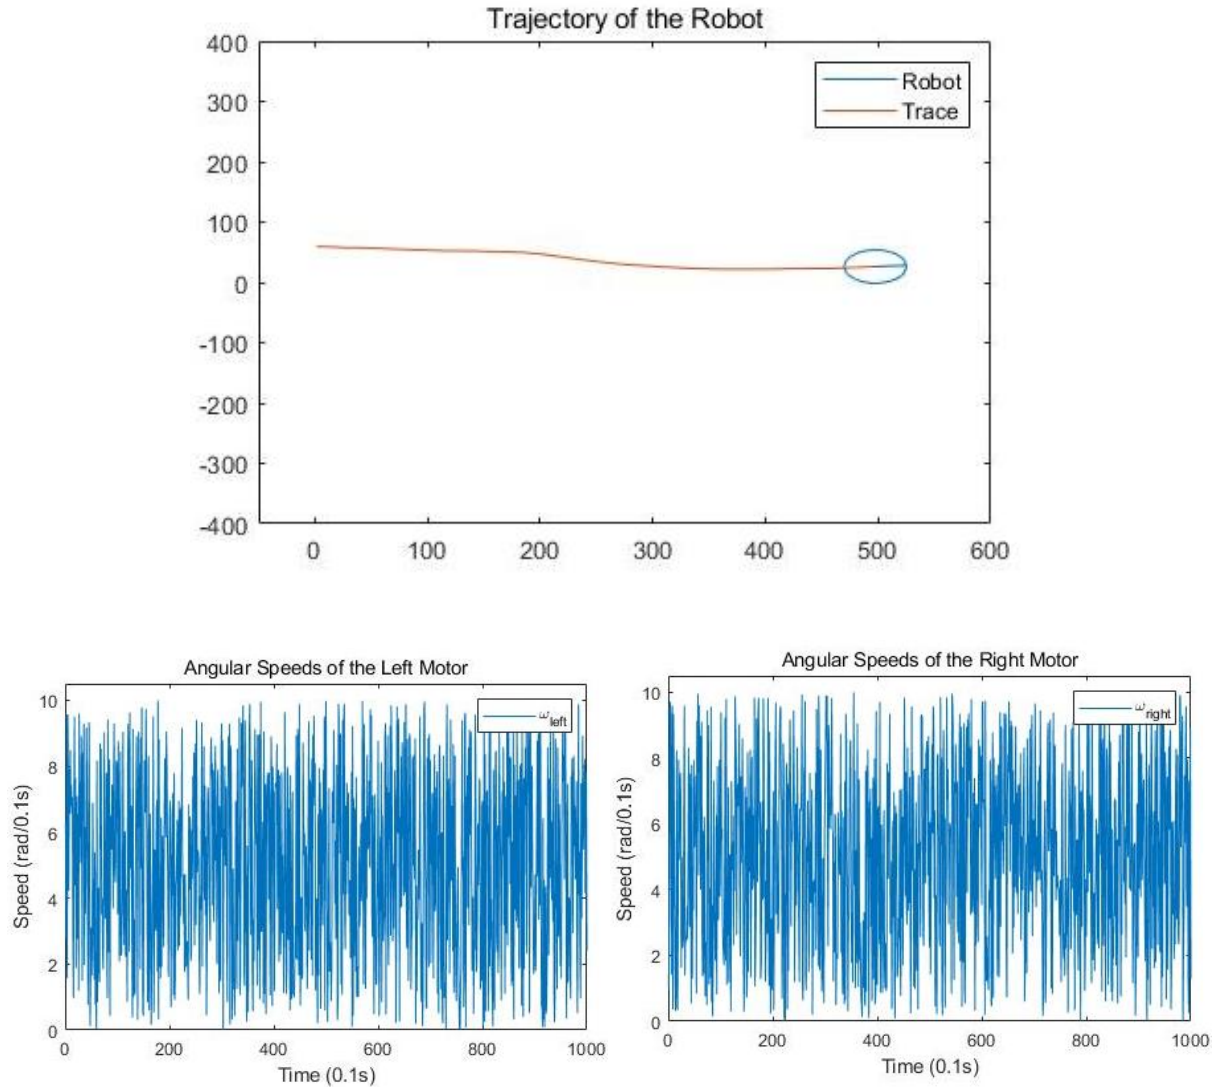 Trajectory of the Robot
400
300
200
100
0
-100
-200
-300
-400
0 100 200 300 400 500 600
Robot
Trace
Angular Speeds of the Left Motor
10
8
6
4
2
0
0 200 400 600 800 1000
Speed (rad/0.1s)
Time (0.1s)
ω_left
Angular Speeds of the Right Motor
10
8
6
4
2
0
0 200 400 600 800 1000
Speed (rad/0.1s)
Time (0.1s)
ω_right